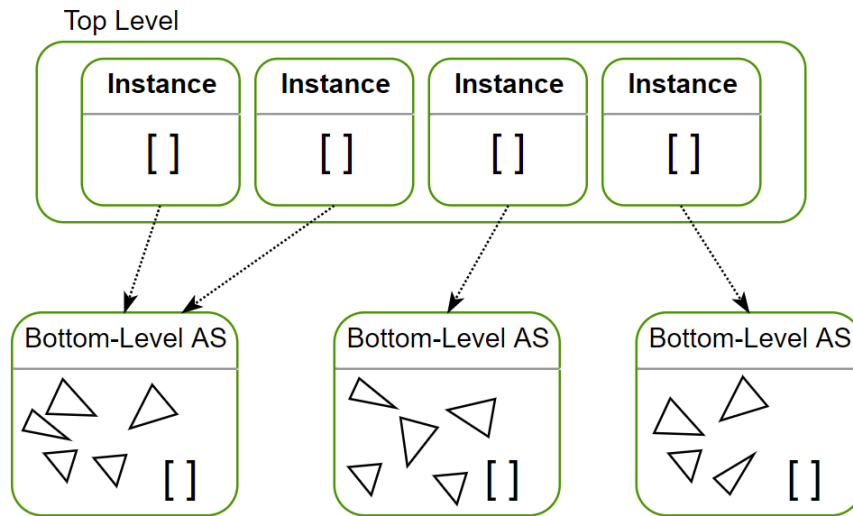 Top Level
Instance Instance Instance Instance
[ ] [ ] [ ] [ ]
Bottom-Level AS Bottom-Level AS Bottom-Level AS
[ ] [ ] [ ]